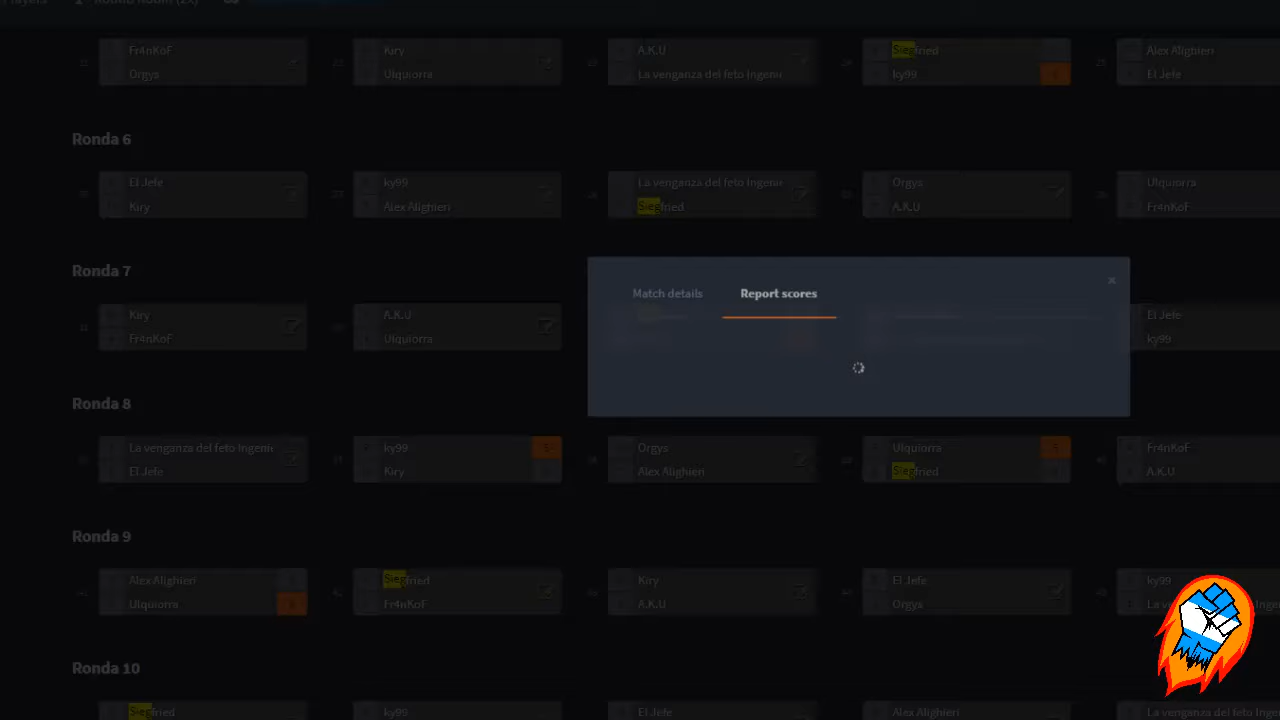 Fr4nKoF Kiry A.K.U Siegfried Alex Alighieri
Orgys Ulquiorra La venganza del feto Ingenie ky99 El Jefe
Ronda 6
El Jefe ky99 La venganza del feto Ingenie Orgys Ulquiorra
Kiry Alex Alighieri Siegfried A.K.U Fr4nKoF
Ronda 7
Match details Report scores
Kiry A.K.U El Jefe
Fr4nKoF Ulquiorra ky99
Ronda 8
La venganza del feto Ingenie ky99 Orgys Ulquiorra Fr4nKoF
El Jefe Kiry Alex Alighieri Siegfried A.K.U
Ronda 9
Alex Alighieri Siegfried Kiry El Jefe ky99
Ulquiorra Fr4nKoF A.K.U Orgys La
Ronda 10
Siegfried ky99 El Jefe Alex Alighieri